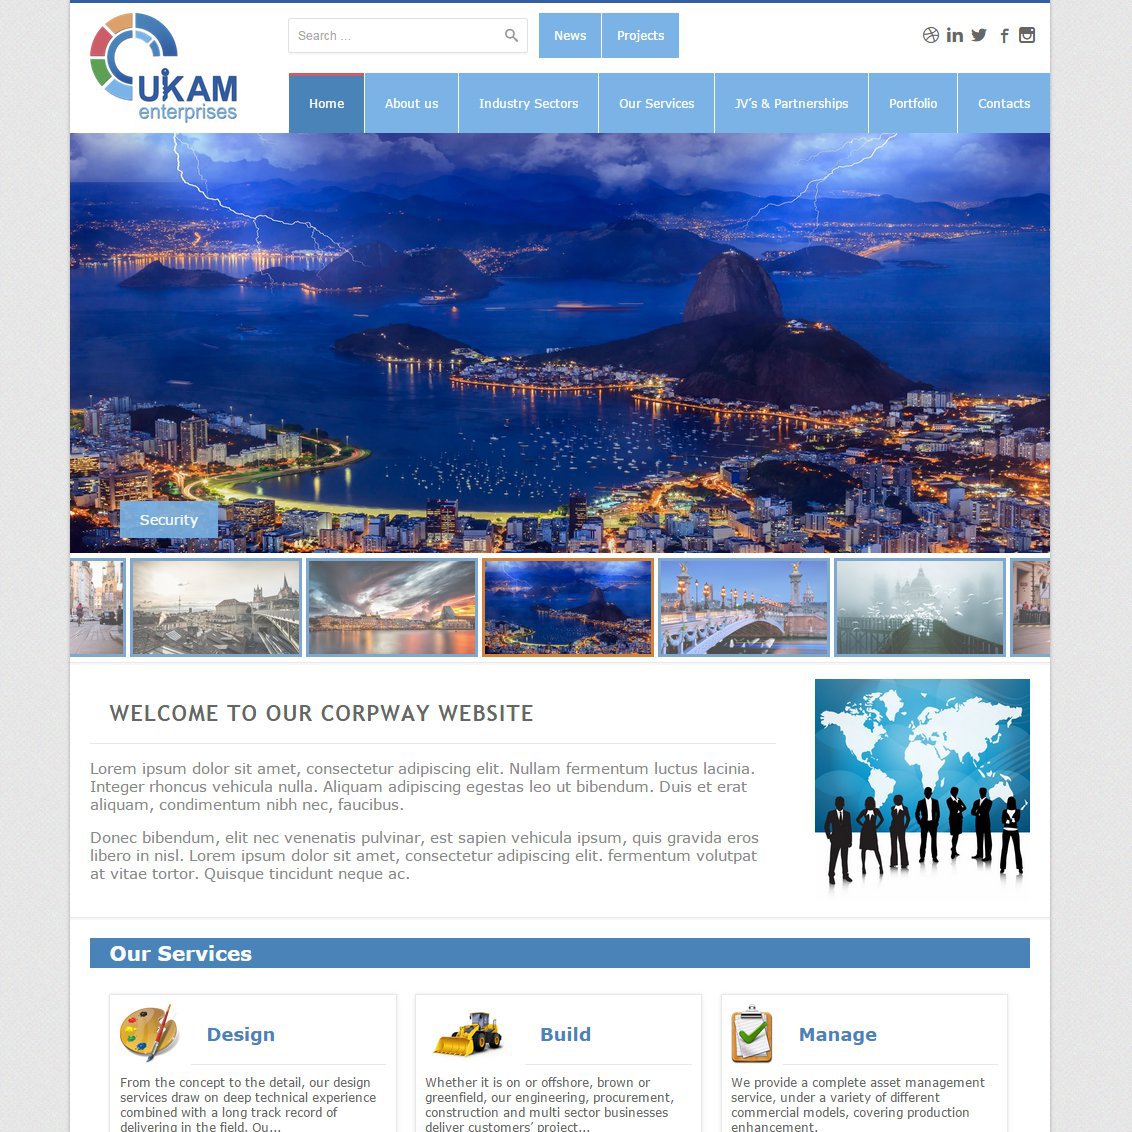 UKAM
enterprises
Search ...
News
Projects
Home
About us
Industry Sectors
Our Services
JV's & Partnerships
Portfolio
Contacts
Security
WELCOME TO OUR CORPWAY WEBSITE
Lorem ipsum dolor sit amet, consectetur adipiscing elit. Nullam fermentum luctus lacinia.
Integer rhoncus vehicula nulla. Aliquam adipiscing egestas leo ut bibendum. Duis et erat
aliquam, condimentum nibh nec, faucibus.
Donec bibendum, elit nec venenatis pulvinar, est sapien vehicula ipsum, quis gravida eros
libero in nisl. Lorem ipsum dolor sit amet, consectetur adipiscing elit. fermentum volutpat
at vitae tortor. Quisque tincidunt neque ac.
Our Services
Design
From the concept to the detail, our design
services draw on deep technical experience
combined with a long track record of
delivering in the field. Ou...
Build
Whether it is on or offshore, brown or
greenfield, our engineering, procurement,
construction and multi sector businesses
deliver customers' project...
Manage
We provide a complete asset management
service, under a variety of different
commercial models, covering production
enhancement,